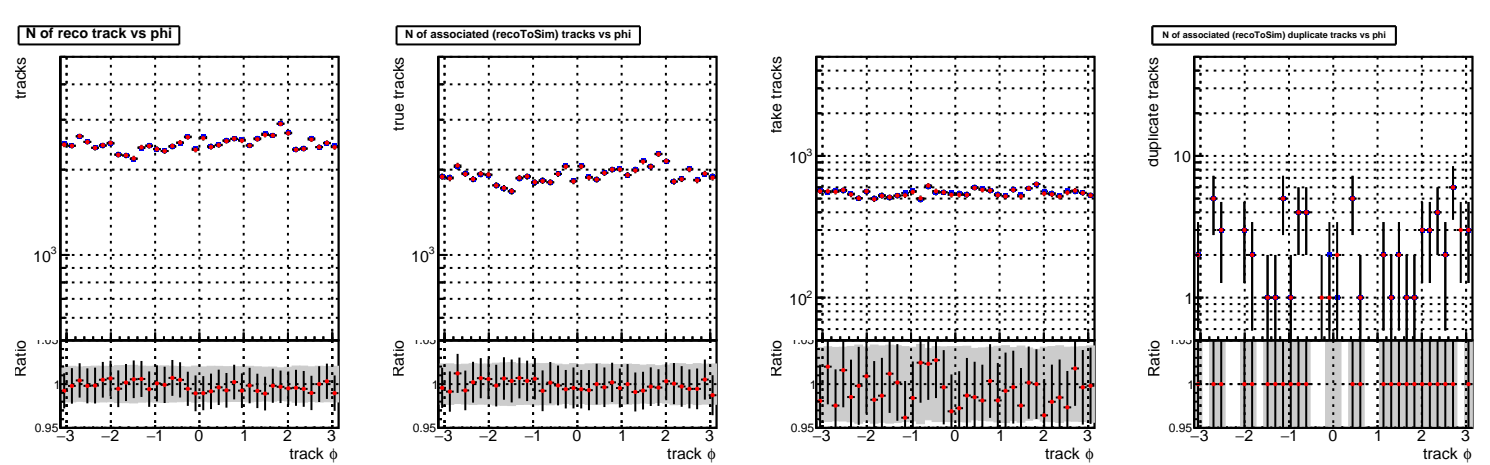 N of reco track vs phi
N of associated (recoToSim) tracks vs phi
N of associated (recoToSim) duplicate tracks vs phi
tracks
10³
Ratio
1
0.95
−3 −2 −1 0 1 2 3
track ϕ
true tracks
10³
Ratio
1
0.95
−3 −2 −1 0 1 2 3
track ϕ
fake tracks
10³
10²
Ratio
1
0.95
−3 −2 −1 0 1 2 3
track ϕ
duplicate tracks
10
1
Ratio
1
0.95
−3 −2 −1 0 1 2 3
track ϕ